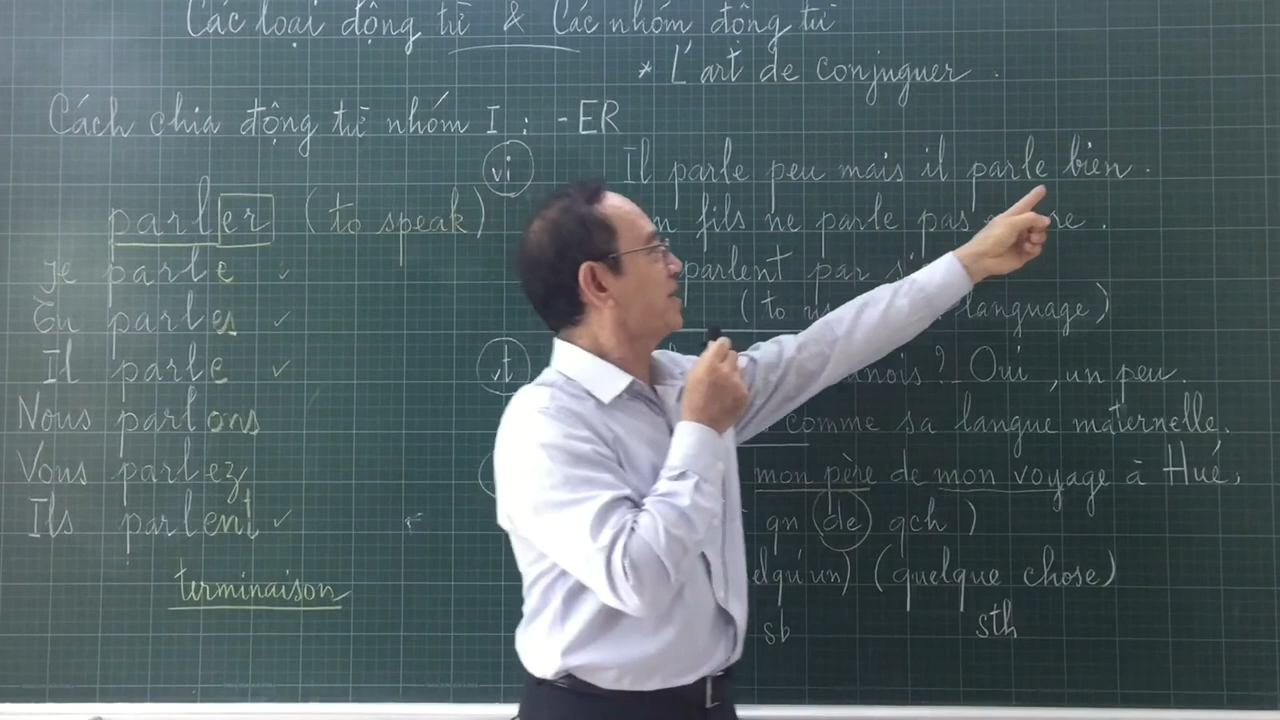 Các loại động từ & Các nhóm động từ
* L'art de conjuguer.
Cách chia động từ nhóm I : -ER
parler (to speak)
Je parle ✓
Tu parles ✓
Il parle ✓
Nous parlons
Vous parlez
Ils parlent ✓
terminaison
vi Il parle peu mais il parle bien.
fils ne parle pas
parlent par
(to language)
vt ? Oui, un peu.
comme sa langue maternelle.
mon père de mon voyage à Hué,
qn (de) qch )
(quelque chose)
sb sth